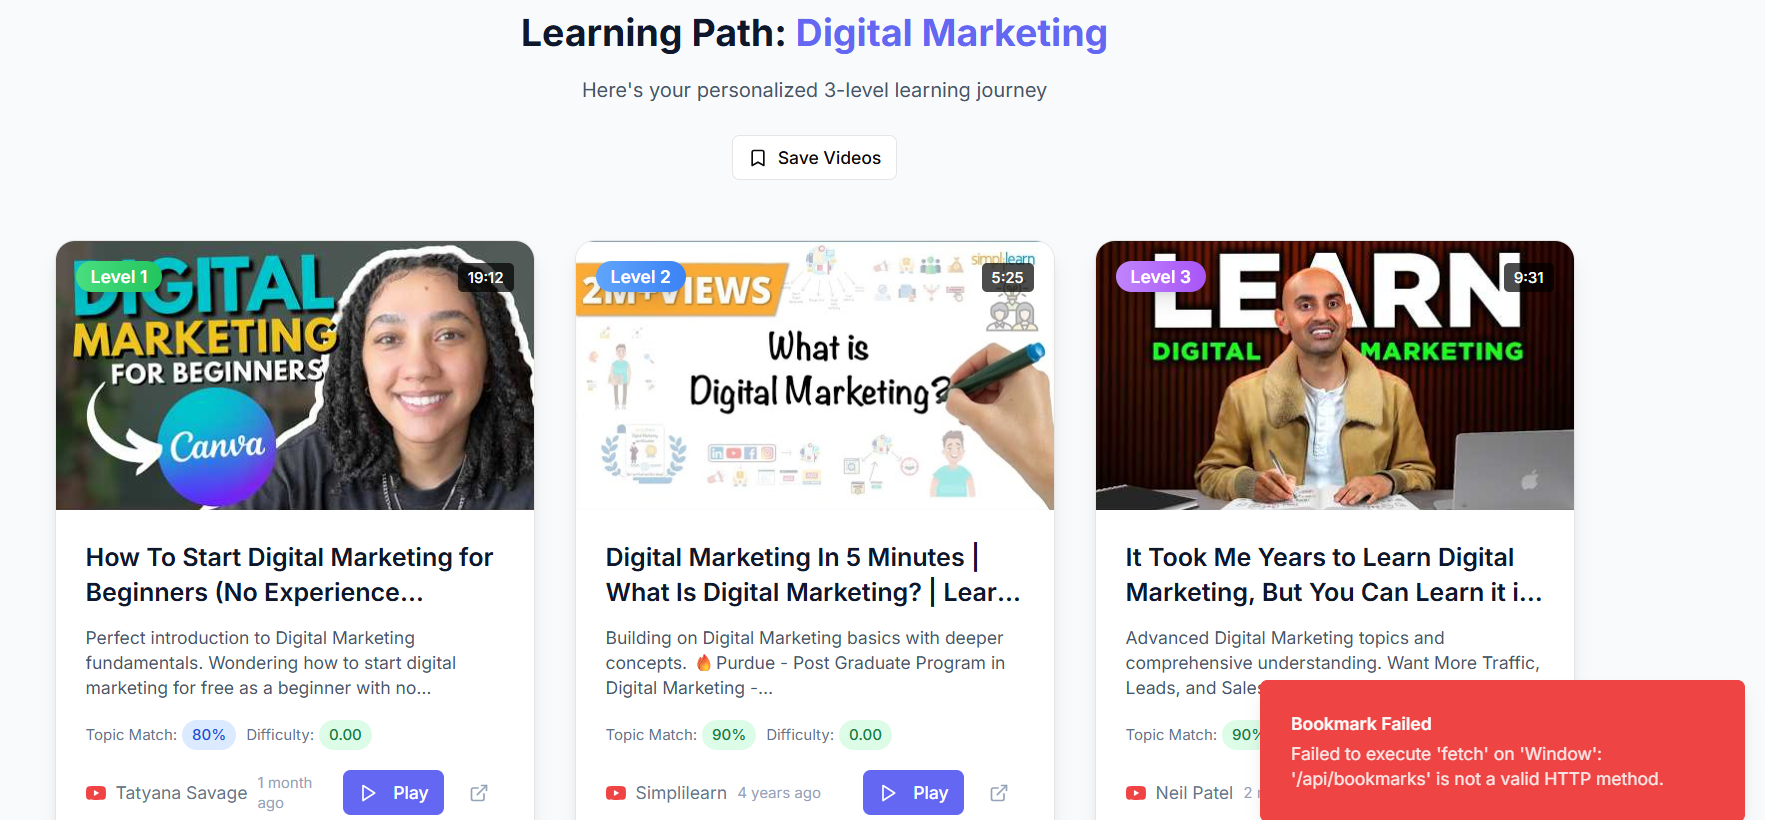 Learning Path: Digital Marketing
Here's your personalized 3-level learning journey
Save Videos
Level 1
19:12
DIGITAL
MARKETING
FOR BEGINNERS
Canva
Level 2
5:25
simplilearn
2M+ VIEWS
What is
Digital Marketing?
Level 3
9:31
LEARN
DIGITAL MARKETING
How To Start Digital Marketing for
Beginners (No Experience...
Perfect introduction to Digital Marketing
fundamentals. Wondering how to start digital
marketing for free as a beginner with no...
Topic Match: 80% Difficulty: 0.00
Tatyana Savage 1 month
ago
Play
Digital Marketing In 5 Minutes |
What Is Digital Marketing? | Lear...
Building on Digital Marketing basics with deeper
concepts. 🔥 Purdue - Post Graduate Program in
Digital Marketing -...
Topic Match: 90% Difficulty: 0.00
Simplilearn 4 years ago
Play
It Took Me Years to Learn Digital
Marketing, But You Can Learn it i...
Advanced Digital Marketing topics and
comprehensive understanding. Want More Traffic,
Leads, and Sales
Topic Match: 90%
Neil Patel 2
Bookmark Failed
Failed to execute 'fetch' on 'Window':
'/api/bookmarks' is not a valid HTTP method.